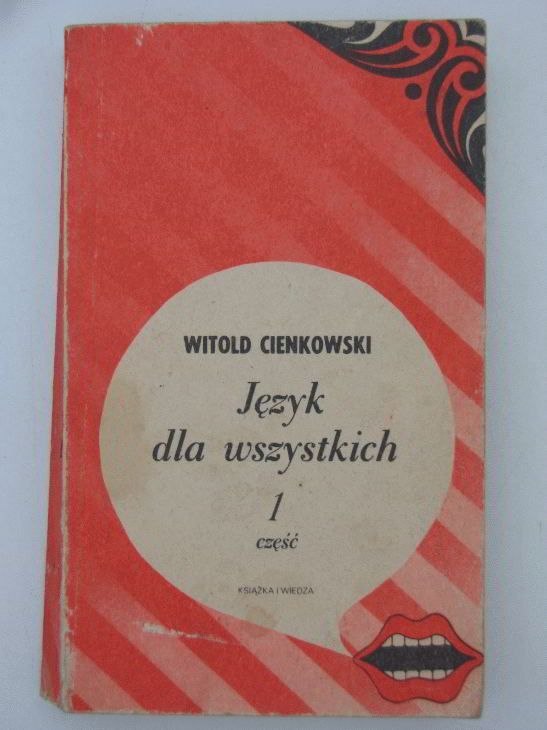 WITOLD CIENKOWSKI
Język
dla wszystkich
1
część
KSIĄŻKA I WIEDZA